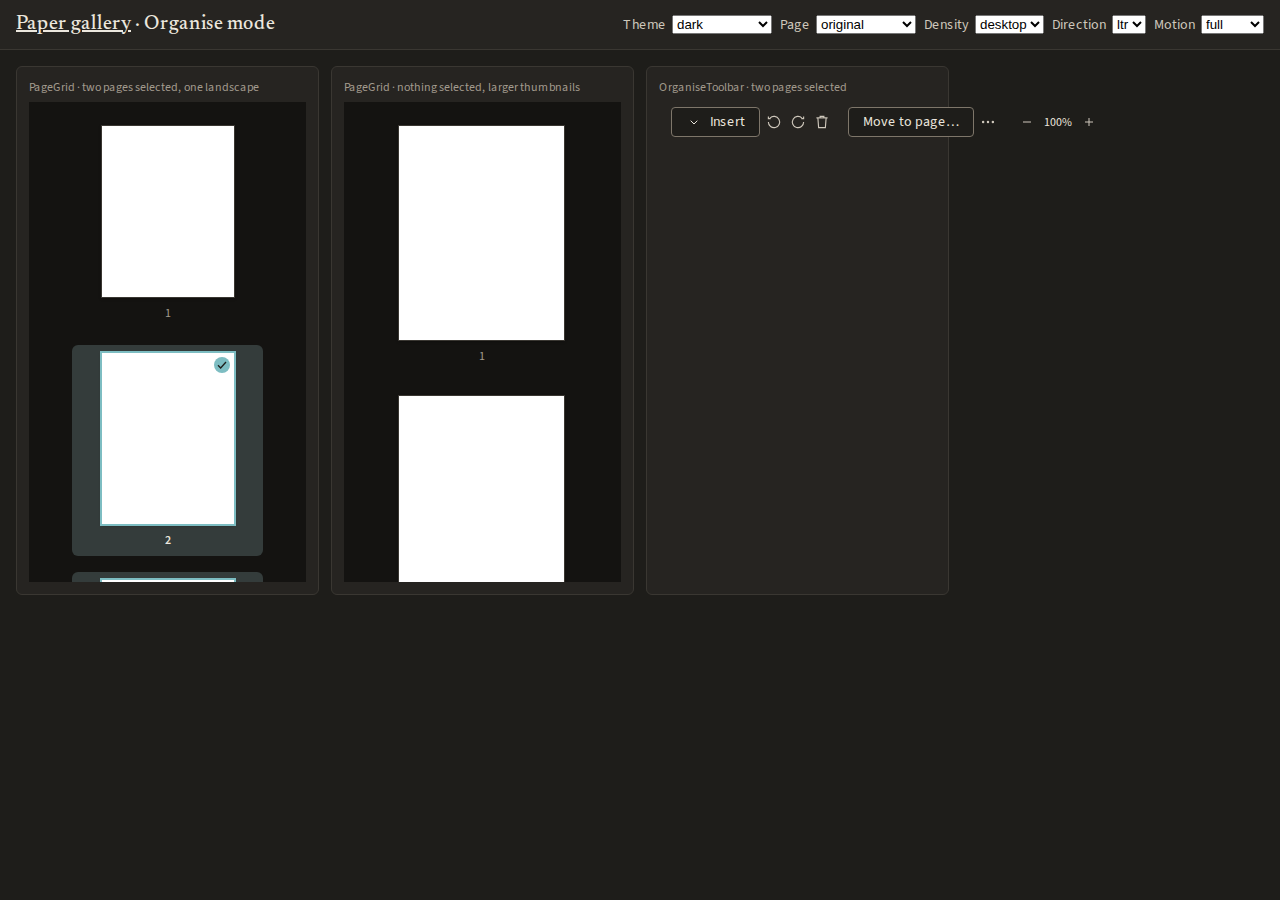 Paper gallery · Organise mode
Theme dark Page original Density desktop Direction ltr Motion full
PageGrid · two pages selected, one landscape
1
2
PageGrid · nothing selected, larger thumbnails
1
OrganiseToolbar · two pages selected
Insert Move to page… 100%